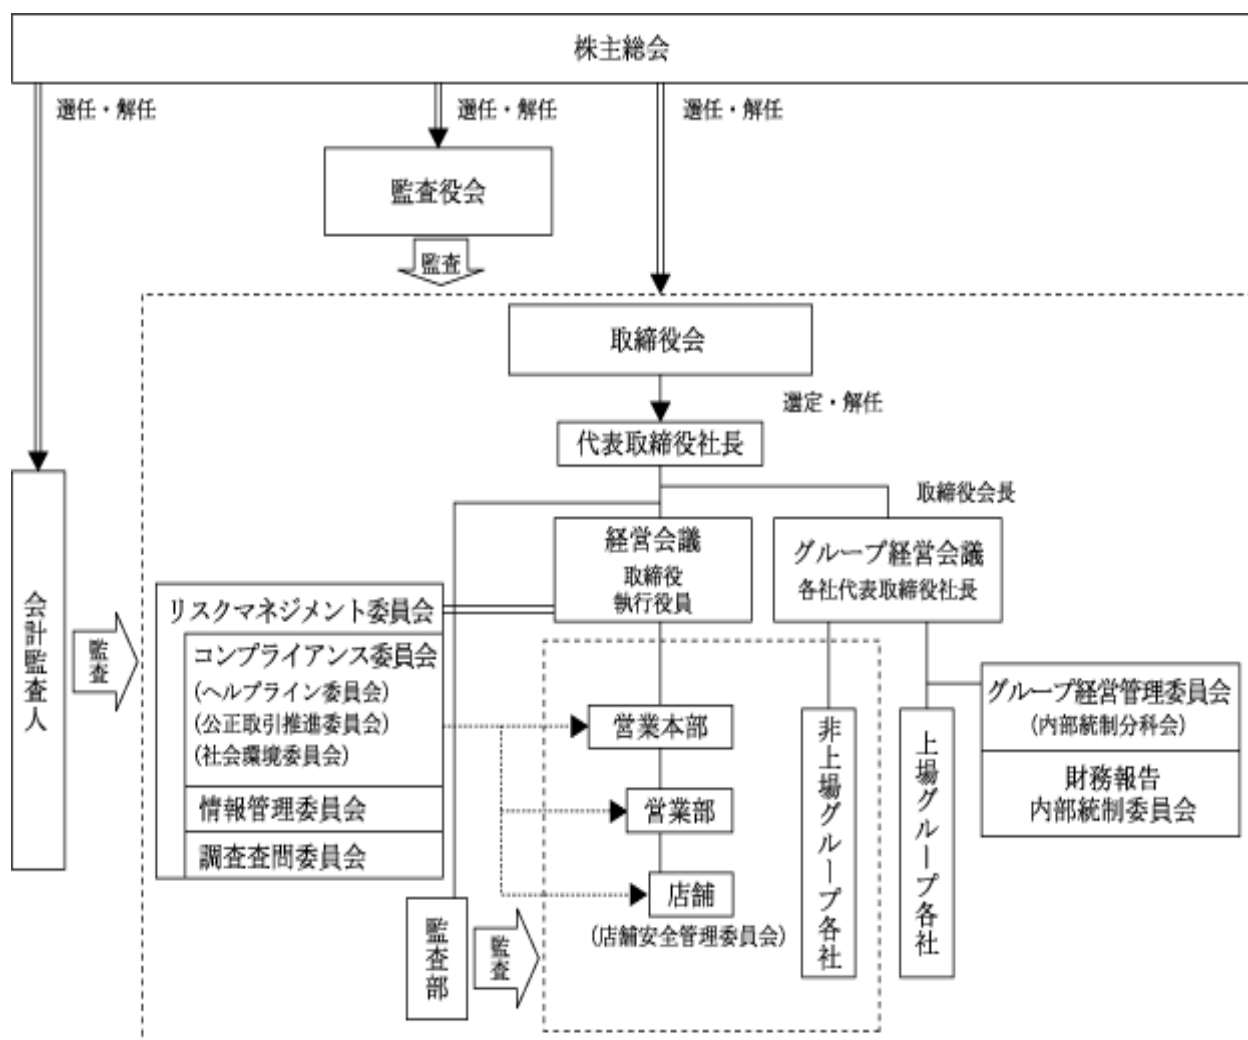 株主総会
選任・解任
選任・解任
選任・解任
監査役会
監査
取締役会
選定・解任
代表取締役社長
取締役会長
経営会議
取締役
執行役員
グループ経営会議
各社代表取締役社長
会計監査人
監査
リスクマネジメント委員会
コンプライアンス委員会
(ヘルプライン委員会)
(公正取引推進委員会)
(社会環境委員会)
情報管理委員会
調査査問委員会
営業本部
営業部
店舗
(店舗安全管理委員会)
監査部
監査
非上場グループ各社
上場グループ各社
グループ経営管理委員会
(内部統制分科会)
財務報告
内部統制委員会